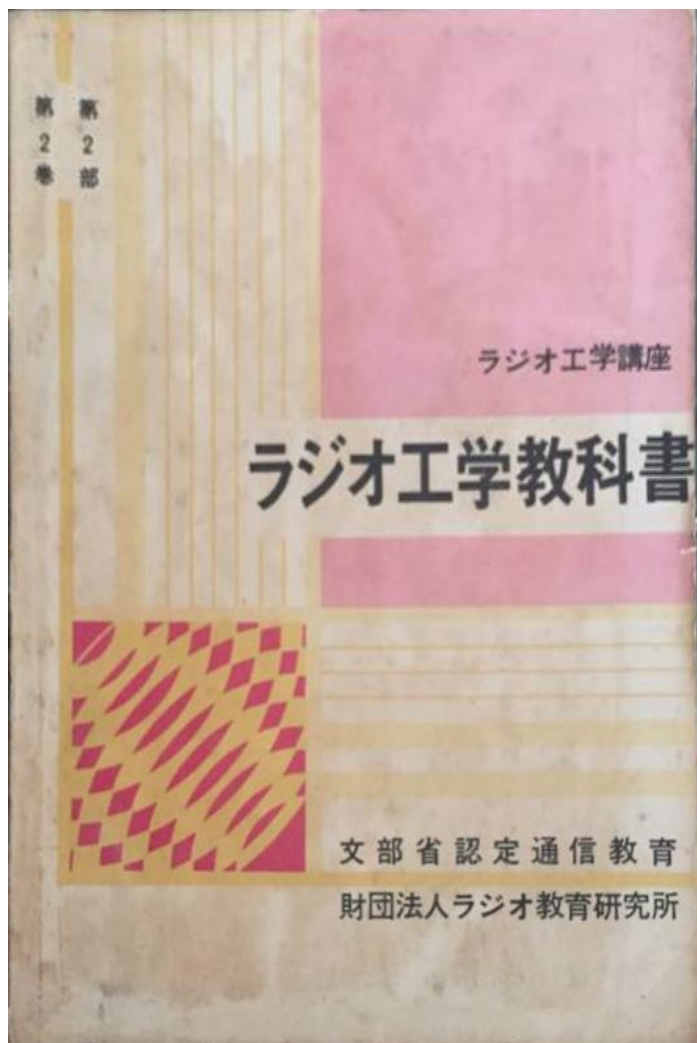 第2部
第2巻
ラジオ工学講座
ラジオ工学教科書
文部省認定通信教育
財団法人ラジオ教育研究所